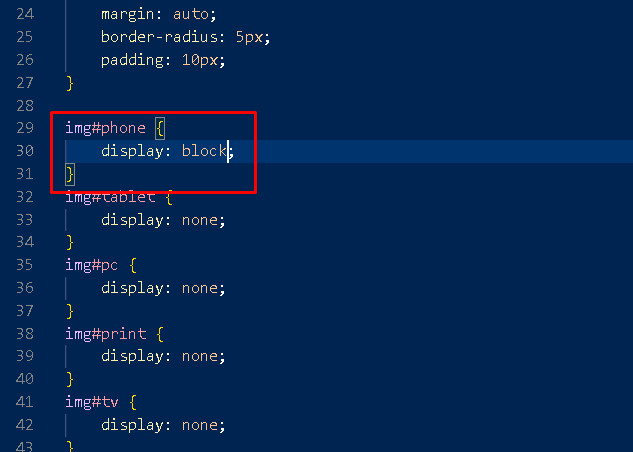 24 margin: auto;
25 border-radius: 5px;
26 padding: 10px;
27 }
28
29 img#phone {
30 display: block;
31 }
32 img#tablet {
33 display: none;
34 }
35 img#pc {
36 display: none;
37 }
38 img#print {
39 display: none;
40 }
41 img#tv {
42 display: none;
43 }